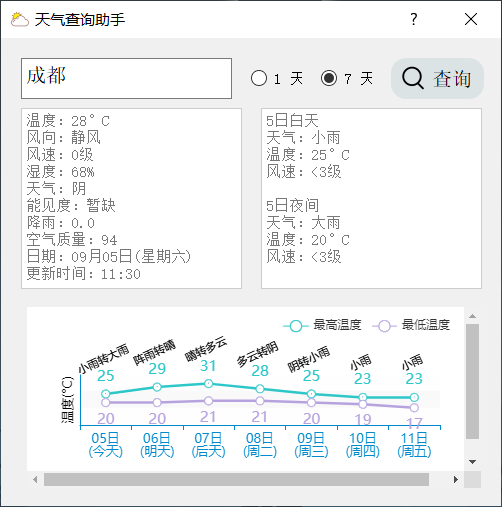 天气查询助手
?
成都
1 天
7 天
查询
温度: 28°C
风向: 静风
风速: 0级
湿度: 68%
天气: 阴
能见度: 暂缺
降雨: 0.0
空气质量: 94
日期: 09月05日(星期六)
更新时间: 11:30
5日白天
天气: 小雨
温度: 25°C
风速: <3级
5日夜间
天气: 大雨
温度: 20°C
风速: <3级
最高温度 最低温度
小雨转大雨 阵雨转晴 晴转多云 多云转阴 阴转小雨 小雨 小雨
25 29 31 28 25 23 23
20 20 21 21 20 19 17
温度(°C)
05日 06日 07日 08日 09日 10日 11日
(今天) (明天) (后天) (周二) (周三) (周四) (周五)